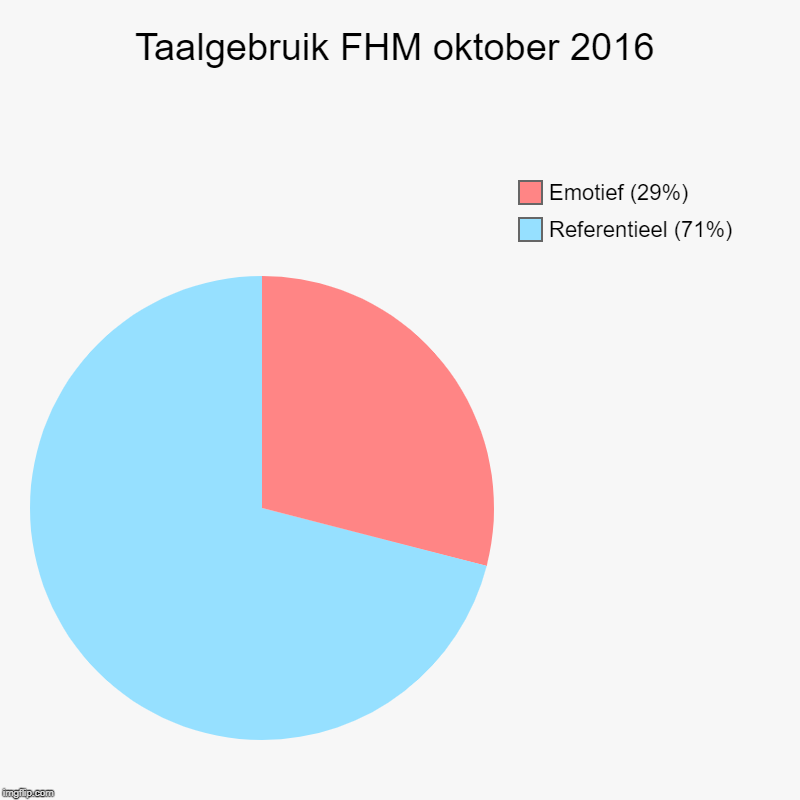 Taalgebruik FHM oktober 2016
Emotief (29%)
Referentieel (71%)
imgflip.com